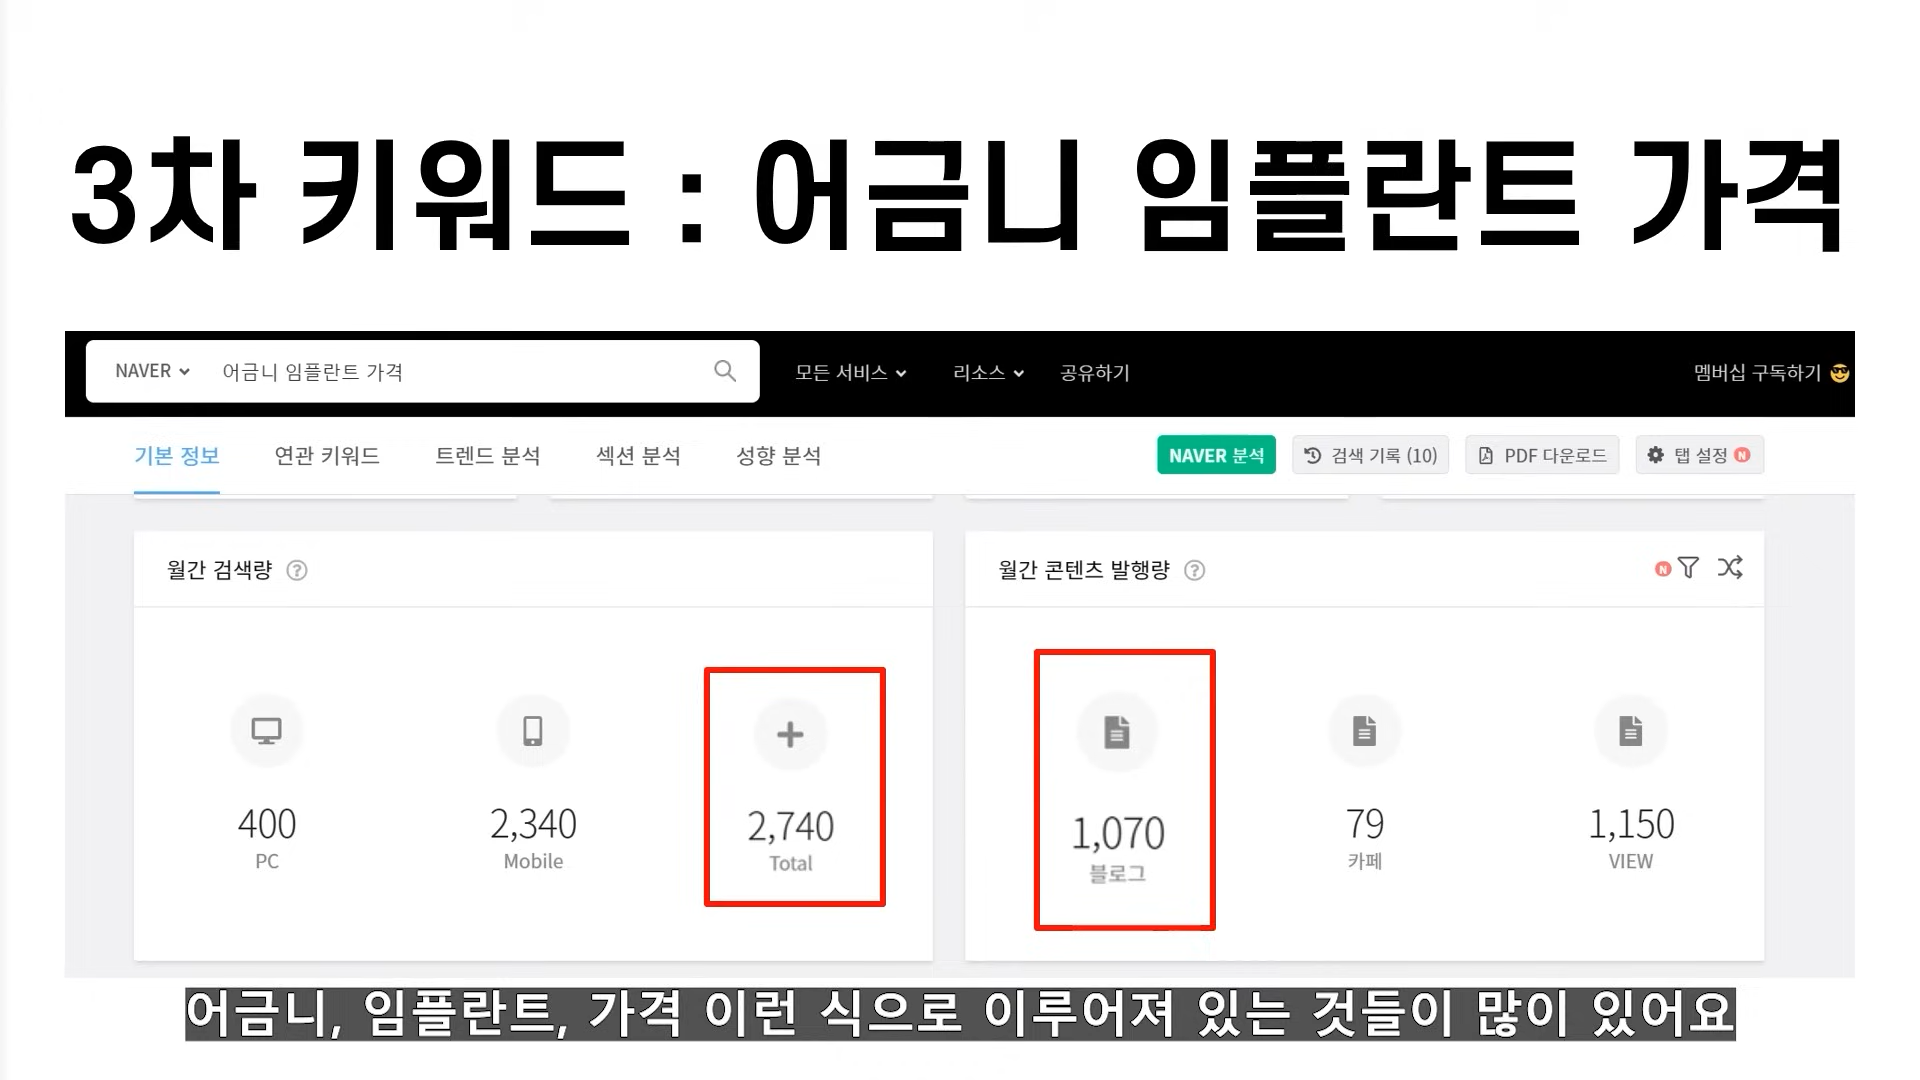 3차 키워드 : 어금니 임플란트 가격
NAVER 어금니 임플란트 가격 모든 서비스 리소스 공유하기 멤버십 구독하기
기본 정보 연관 키워드 트렌드 분석 섹션 분석 성향 분석 NAVER 분석 검색 기록 (10) PDF 다운로드 탭 설정 N
월간 검색량 ? 월간 콘텐츠 발행량 ? N
400 2,340 2,740 1,070 79 1,150
PC Mobile Total 블로그 카페 VIEW
어금니, 임플란트, 가격 이런 식으로 이루어져 있는 것들이 많이 있어요